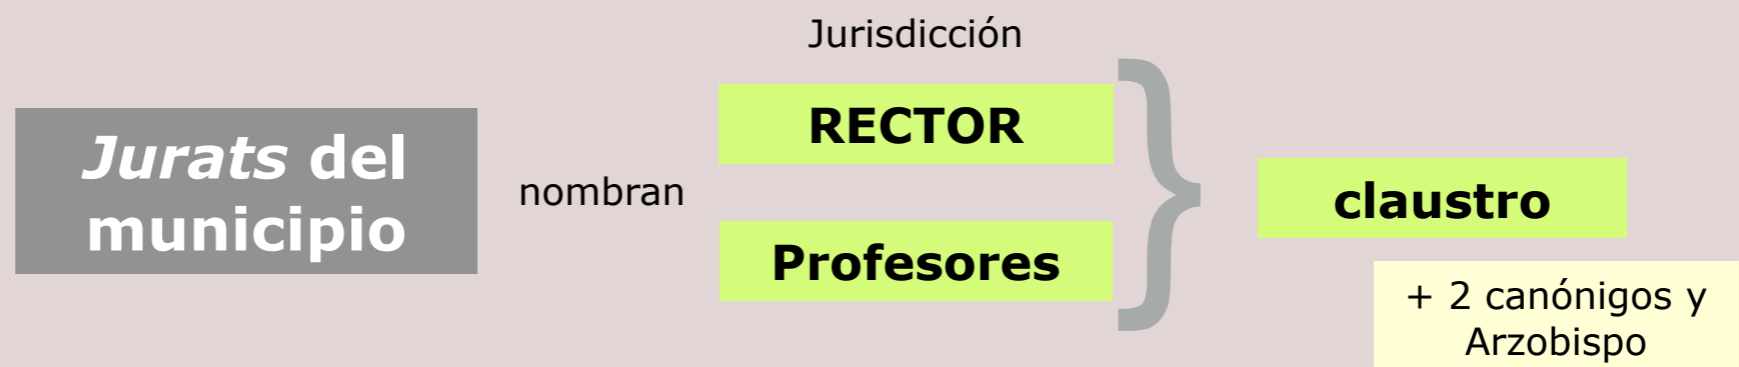 Jurisdicción
Jurats del
municipio
nombran
RECTOR
Profesores
}
claustro
+ 2 canónigos y
Arzobispo